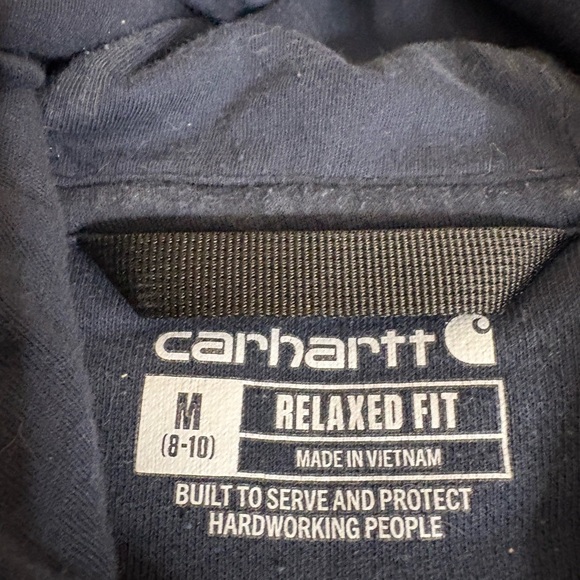 carhartt
M
(8-10)
RELAXED FIT
MADE IN VIETNAM
BUILT TO SERVE AND PROTECT
HARDWORKING PEOPLE